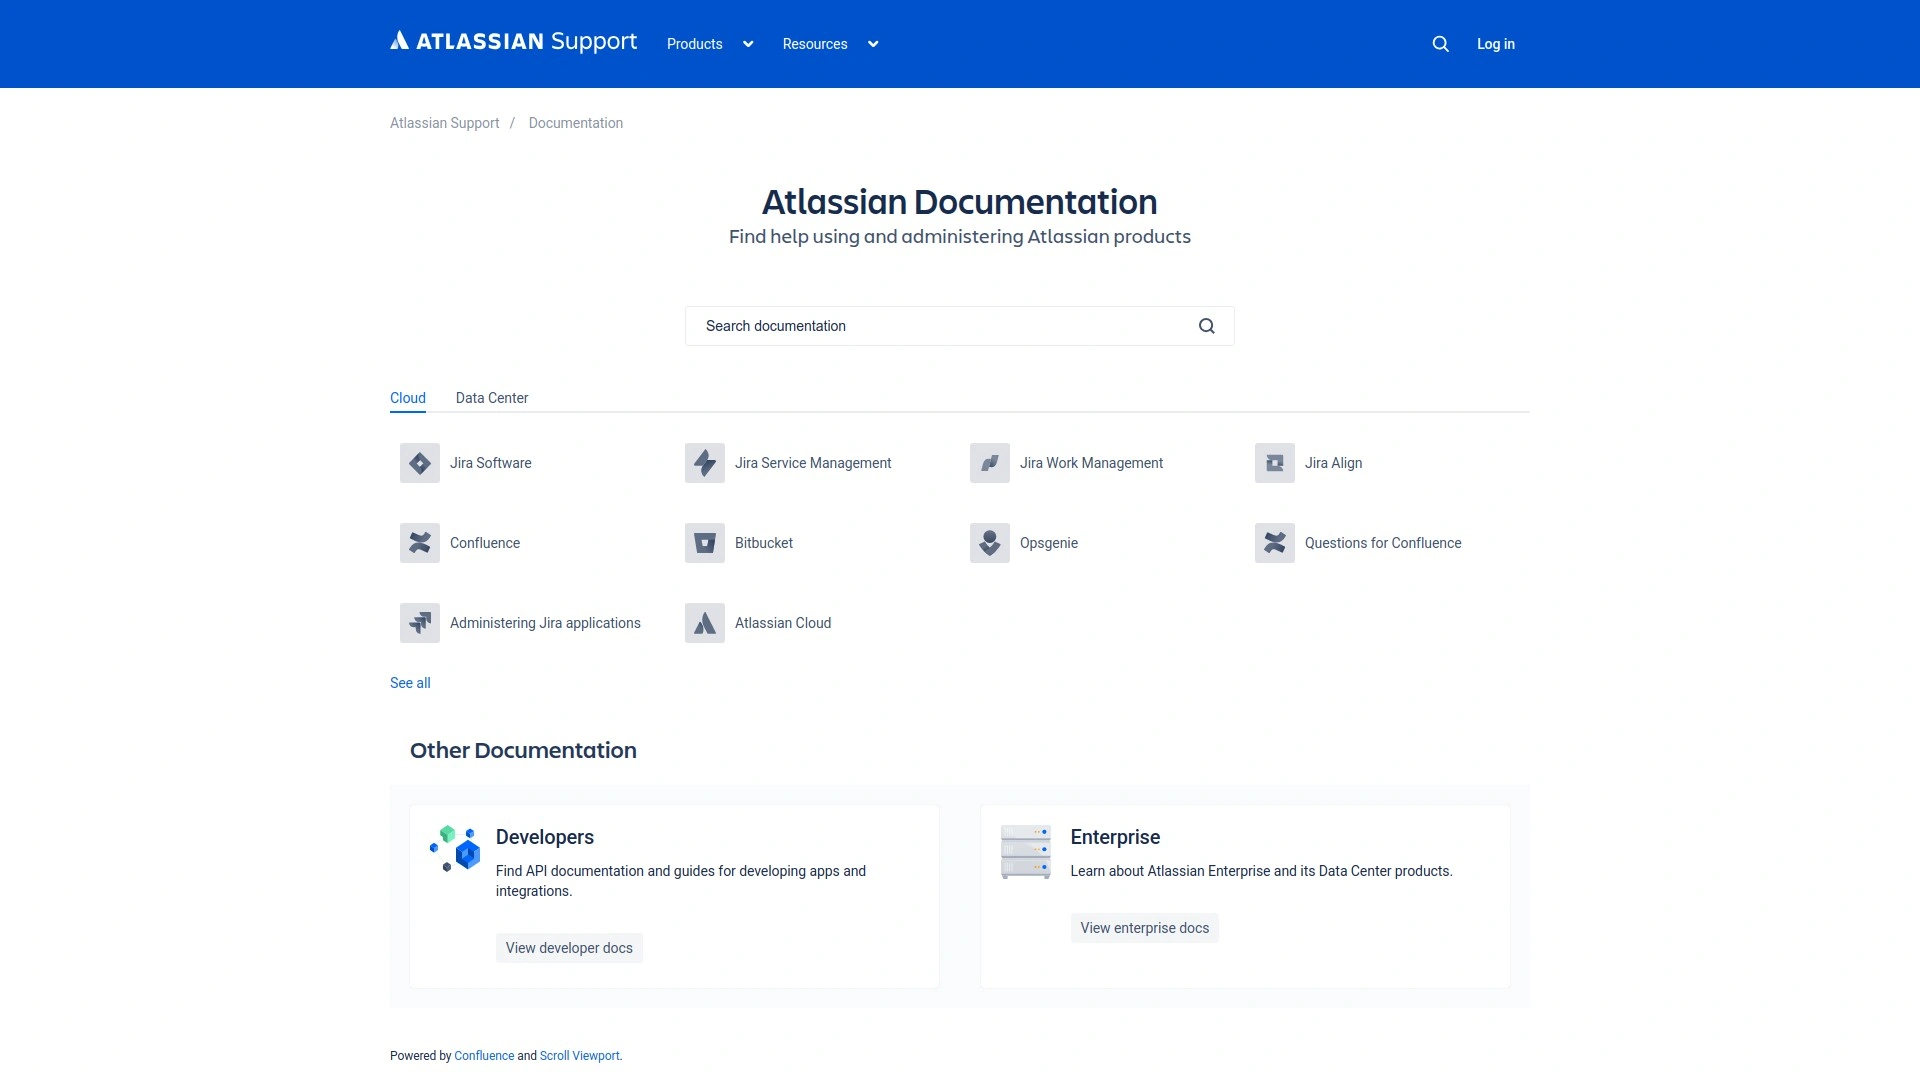 ATLASSIAN Support
Products
Resources
Log in
Atlassian Support / Documentation
Atlassian Documentation
Find help using and administering Atlassian products
Search documentation
Cloud
Data Center
Jira Software
Jira Service Management
Jira Work Management
Jira Align
Confluence
Bitbucket
Opsgenie
Questions for Confluence
Administering Jira applications
Atlassian Cloud
See all
Other Documentation
Developers
Find API documentation and guides for developing apps and
integrations.
View developer docs
Enterprise
Learn about Atlassian Enterprise and its Data Center products.
View enterprise docs
Powered by Confluence and Scroll Viewport.